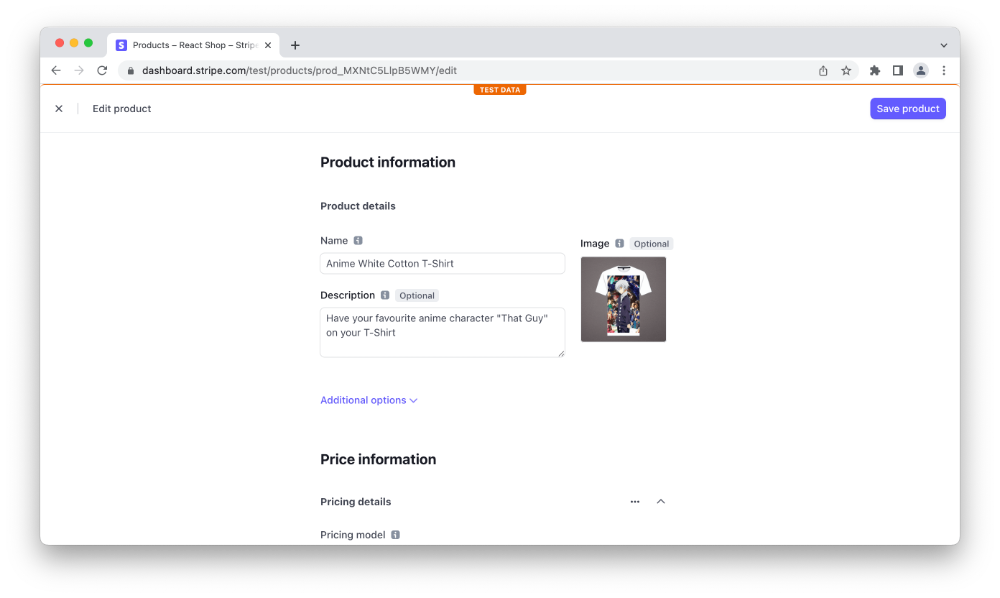 Products – React Shop – Stripe
dashboard.stripe.com/test/products/prod_MXNtC5LlpB5WMY/edit
TEST DATA
Edit product
Save product
Product information
Product details
Name
Image Optional
Anime White Cotton T-Shirt
Description Optional
Have your favourite anime character "That Guy"
on your T-Shirt
Additional options
Price information
Pricing details
Pricing model